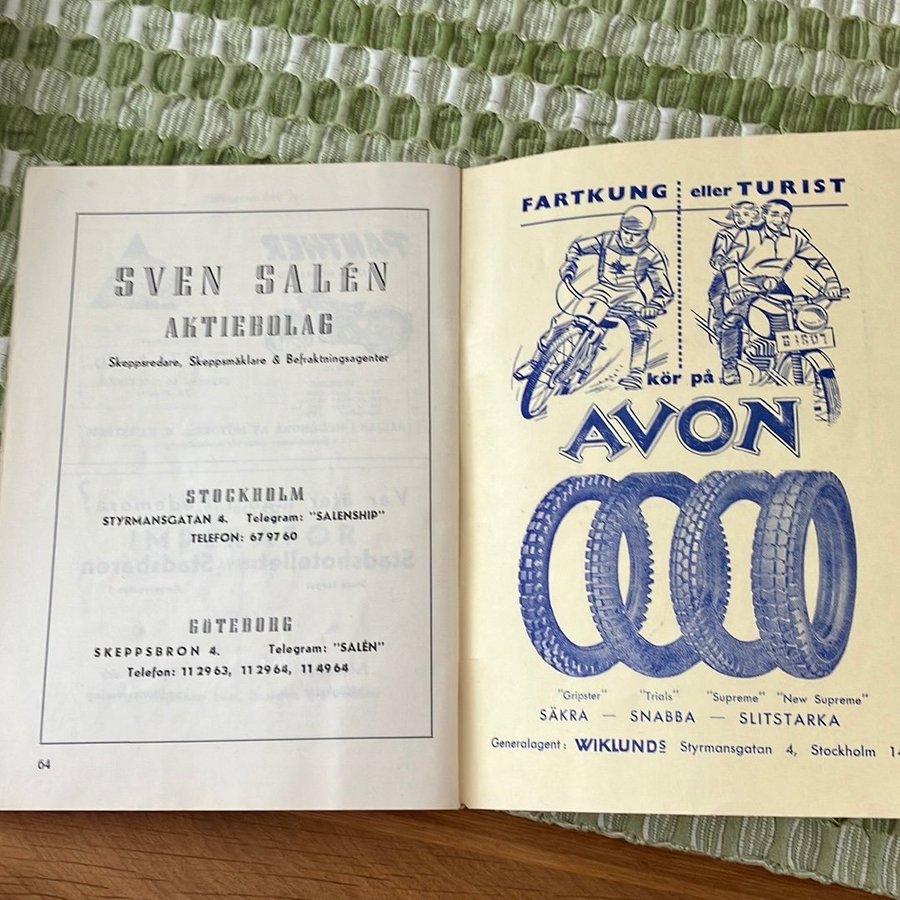 SVEN SALÉN
AKTIEBOLAG
Skeppsredare, Skeppsmäklare & Befraktningsagenter
STOCKHOLM
STYRMANSGATAN 4. Telegram: "SALENSHIP"
TELEFON: 67 97 60
GÖTEBORG
SKEPPSBRON 4. Telegram: "SALÉN"
Telefon: 11 29 63, 11 29 64, 11 49 64
64
FARTKUNG eller TURIST
1
kör på
AVON
"Gripster" "Trials" "Supreme" "New Supreme"
SÄKRA — SNABBA — SLITSTARKA
Generalagent: WIKLUNDS Styrmansgatan 4, Stockholm 14